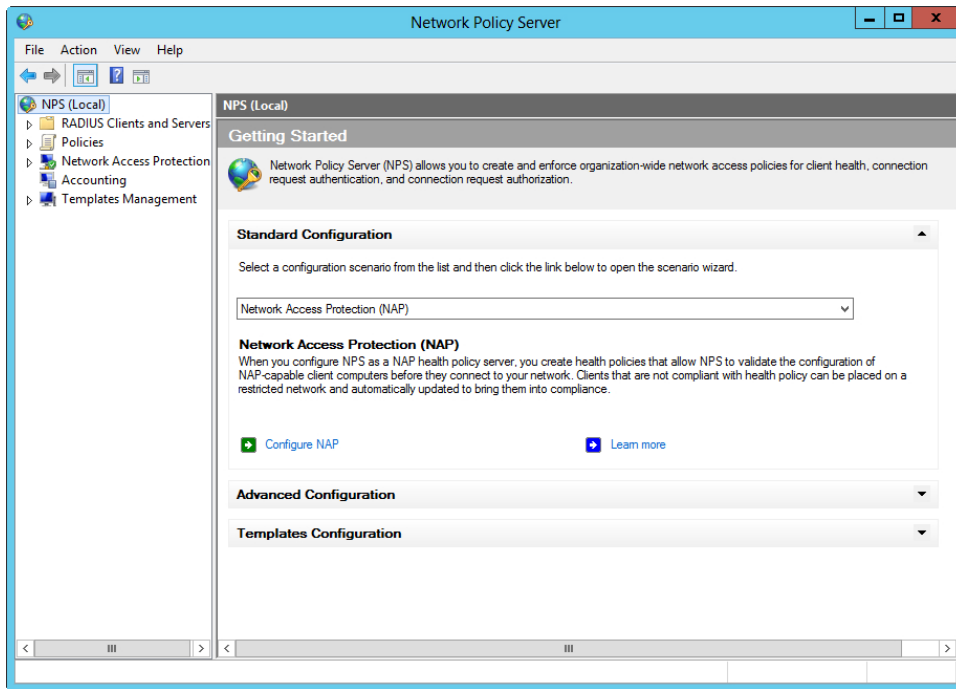 Network Policy Server
File Action View Help
NPS (Local)
RADIUS Clients and Servers
Policies
Network Access Protection
Accounting
Templates Management
NPS (Local)
Getting Started
Network Policy Server (NPS) allows you to create and enforce organization-wide network access policies for client health, connection
request authentication, and connection request authorization.
Standard Configuration
Select a configuration scenario from the list and then click the link below to open the scenario wizard.
Network Access Protection (NAP)
Network Access Protection (NAP)
When you configure NPS as a NAP health policy server, you create health policies that allow NPS to validate the configuration of
NAP-capable client computers before they connect to your network. Clients that are not compliant with health policy can be placed on a
restricted network and automatically updated to bring them into compliance.
Configure NAP Learn more
Advanced Configuration
Templates Configuration